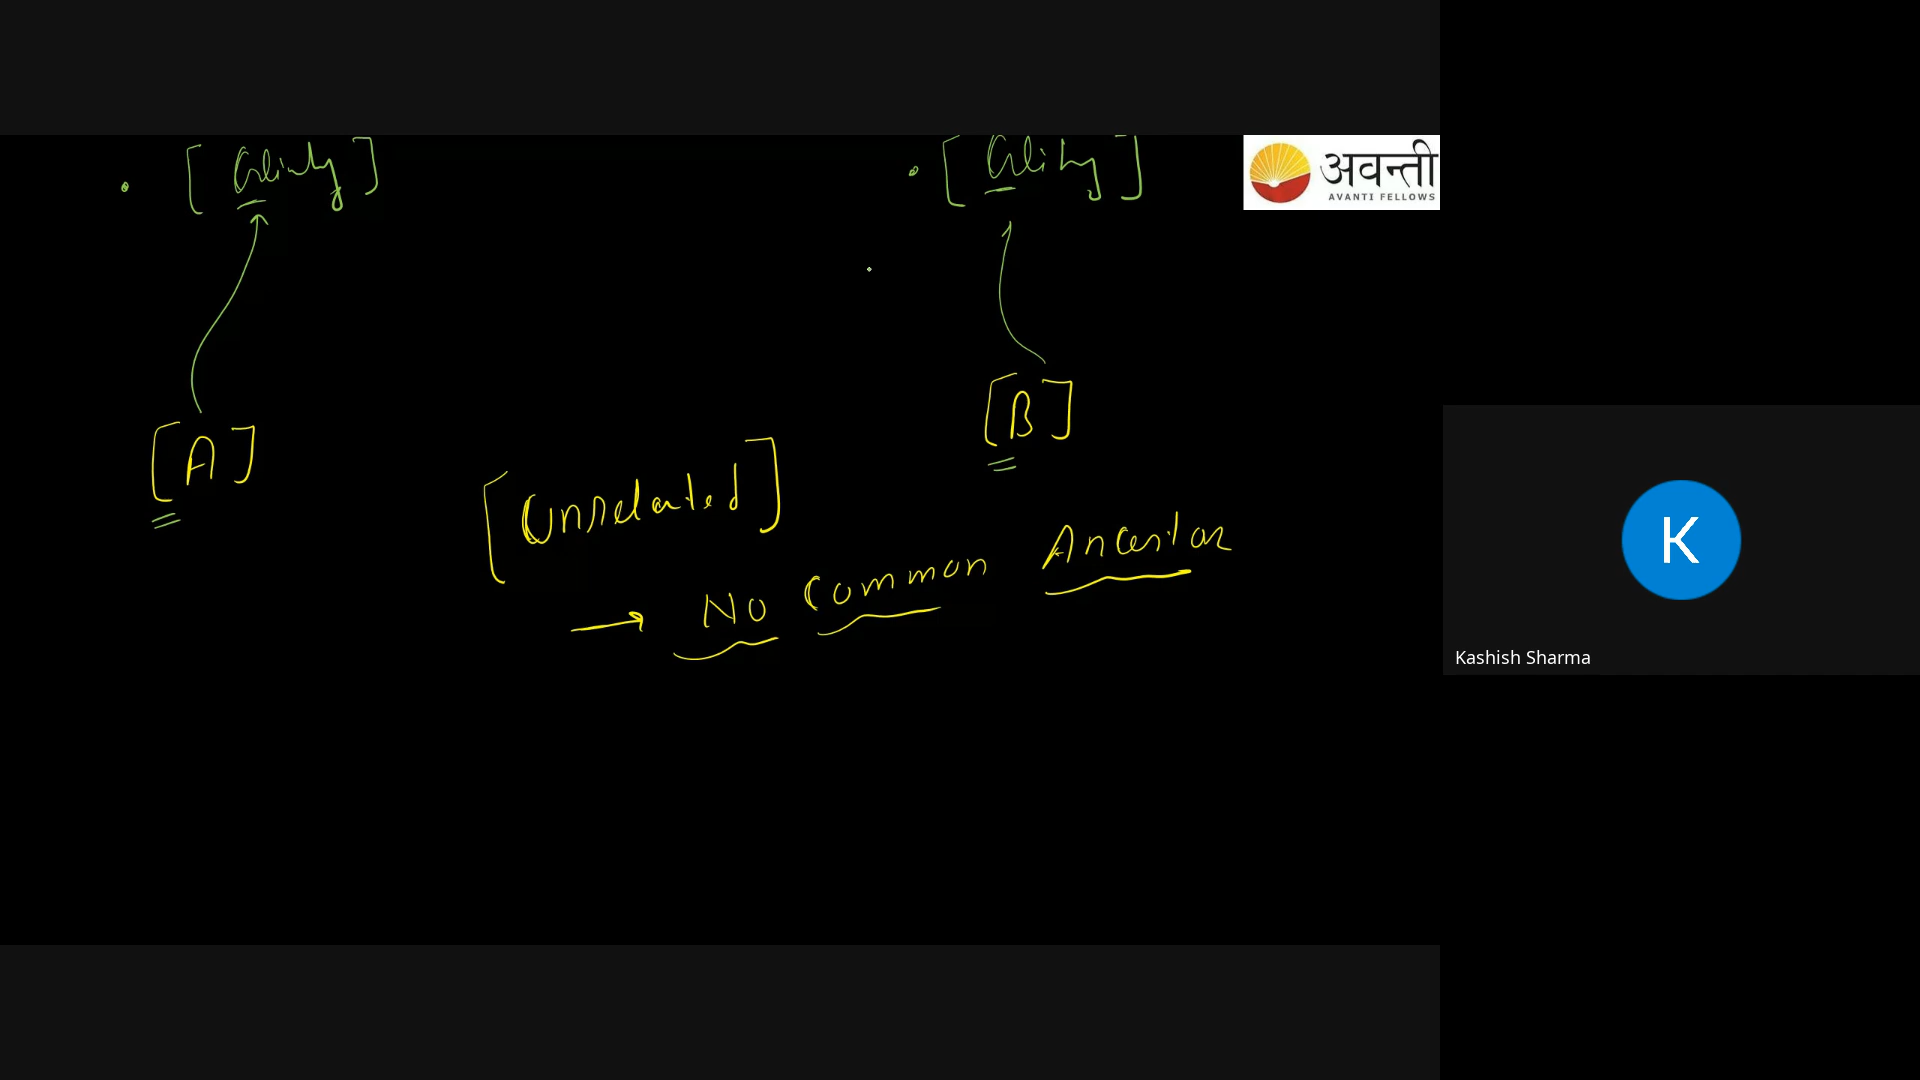 [ Ability ] [ Ability ]
अवन्ती
AVANTI FELLOWS
[ B ]
[ A ]
[ Unrelated ]
→ No Common Ancestor
K
Kashish Sharma